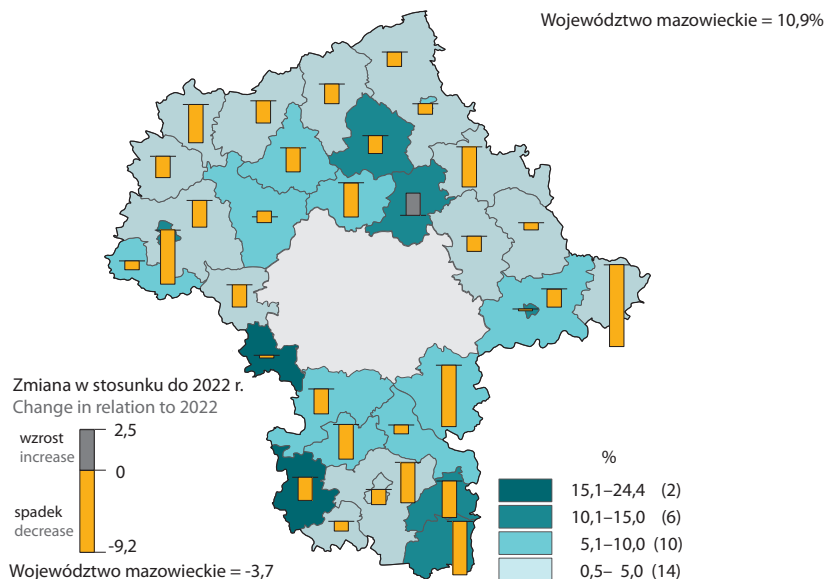 Województwo mazowieckie = 10,9%
Zmiana w stosunku do 2022 r.
Change in relation to 2022
wzrost
increase
2,5
0
spadek
decrease
-9,2
Województwo mazowieckie = -3,7
%
15,1–24,4 (2)
10,1–15,0 (6)
5,1–10,0 (10)
0,5– 5,0 (14)